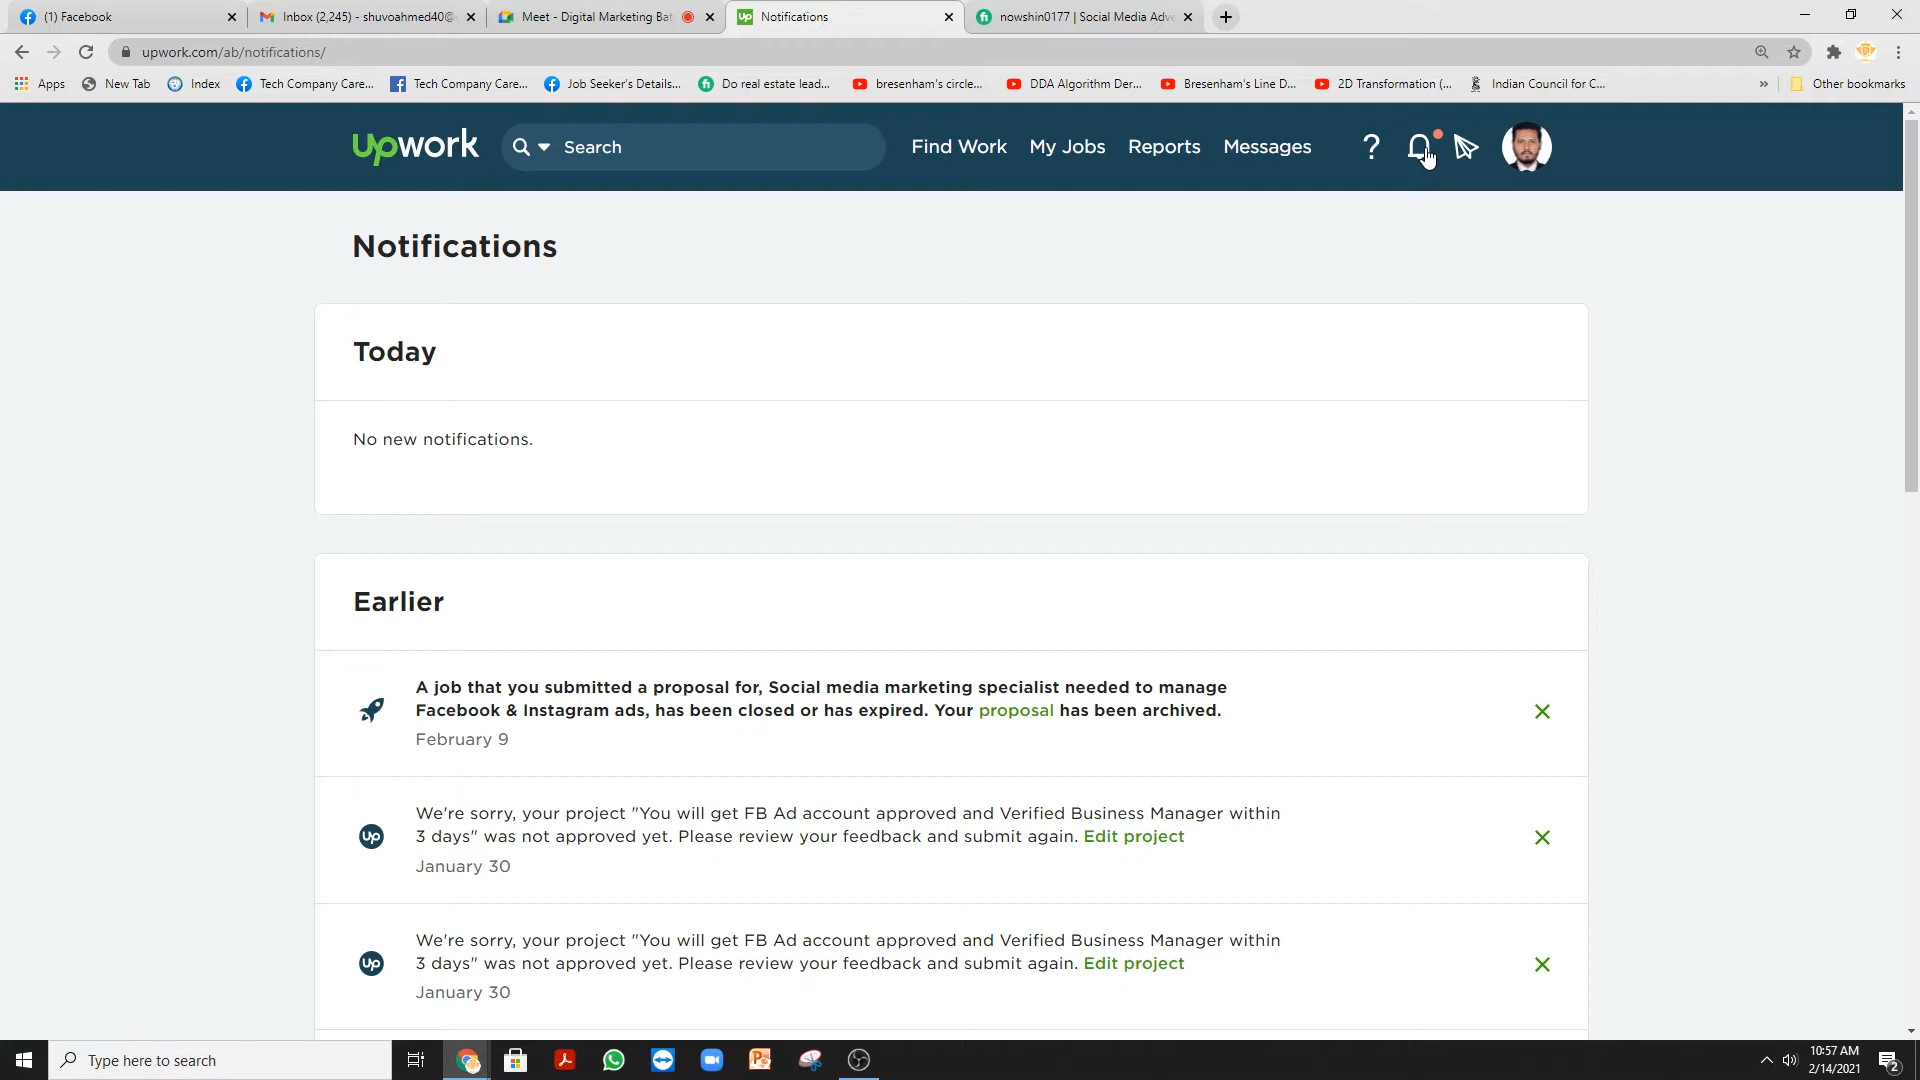 (1) Facebook
Inbox (2,245) - shuvoahmed40@
Meet - Digital Marketing Bat
Notifications
nowshin0177 | Social Media Adve
upwork.com/ab/notifications/
Apps
New Tab
Index
Tech Company Care...
Tech Company Care...
Job Seeker's Details...
Do real estate lead...
bresenham's circle...
DDA Algorithm Der...
Bresenham's Line D...
2D Transformation (...
Indian Council for C...
»
Other bookmarks
upwork
Search
Find Work
My Jobs
Reports
Messages
?
Notifications
Today
No new notifications.
Earlier
A job that you submitted a proposal for, Social media marketing specialist needed to manage
Facebook & Instagram ads, has been closed or has expired. Your proposal has been archived.
February 9
We're sorry, your project "You will get FB Ad account approved and Verified Business Manager within
3 days" was not approved yet. Please review your feedback and submit again. Edit project
January 30
We're sorry, your project "You will get FB Ad account approved and Verified Business Manager within
3 days" was not approved yet. Please review your feedback and submit again. Edit project
January 30
Type here to search
10:57 AM
2/14/2021
2